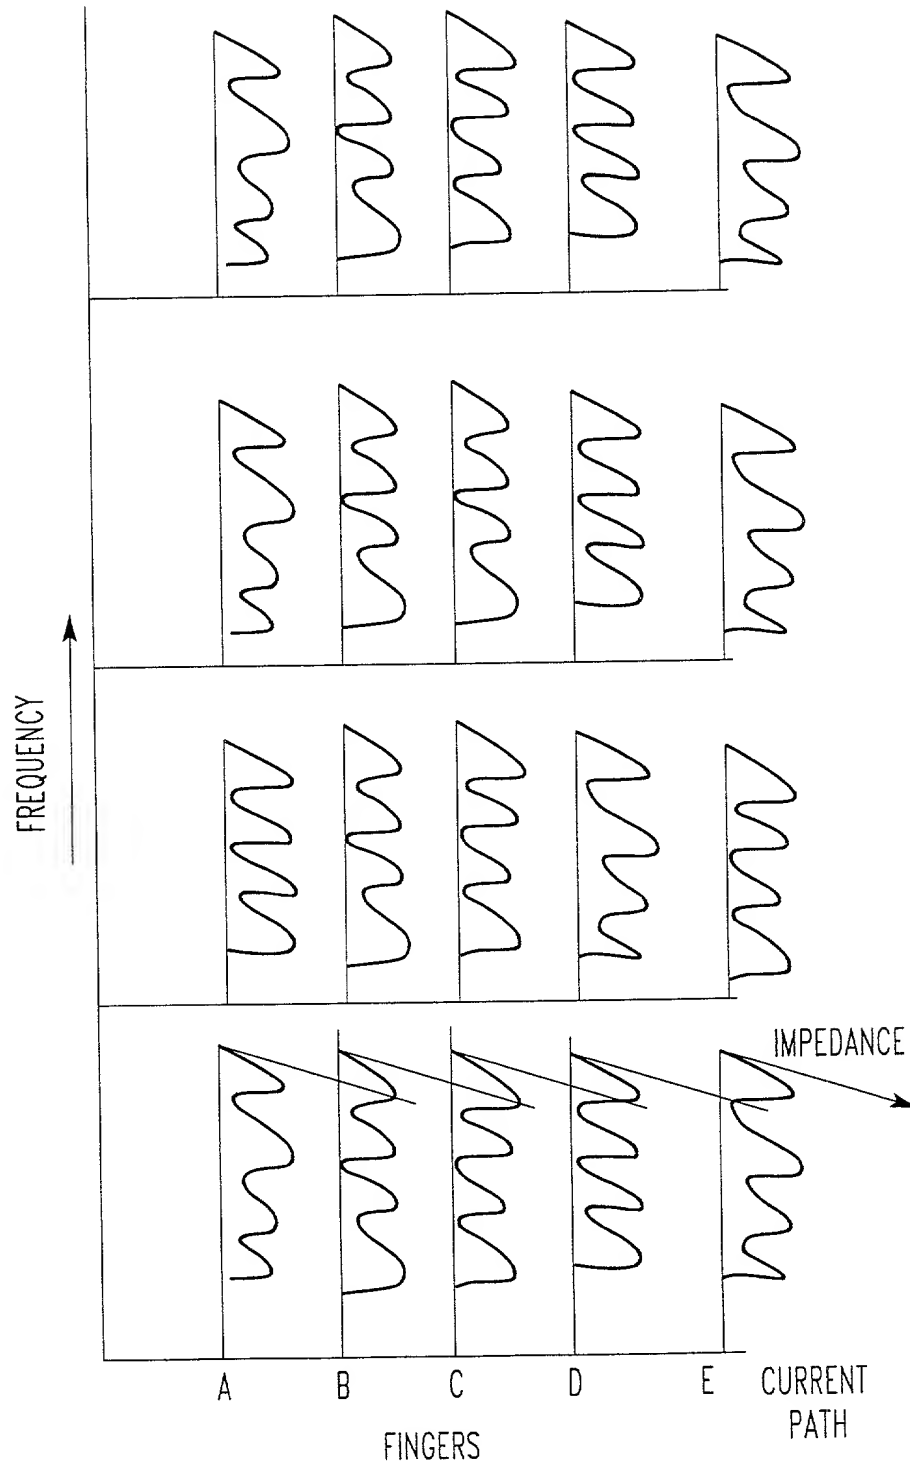 FREQUENCY
IMPEDANCE
A B C D E
CURRENT
PATH
FINGERS